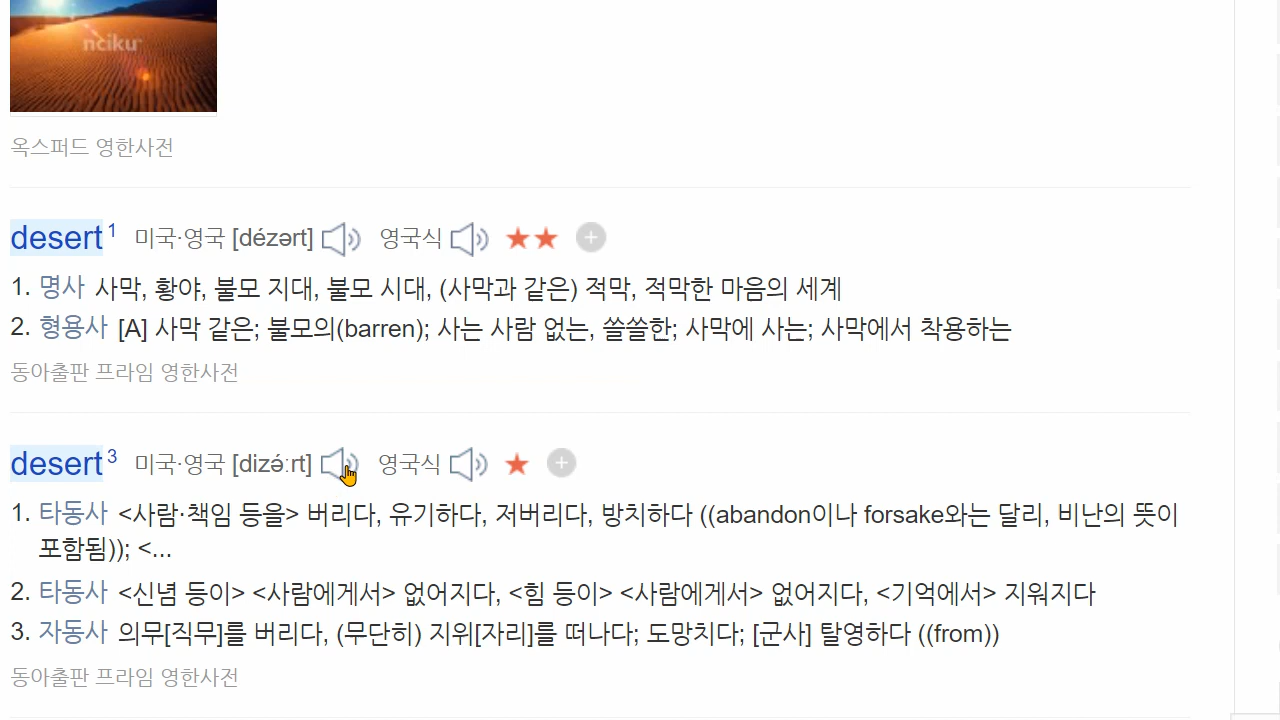 nciku
옥스퍼드 영한사전
desert 1 미국·영국 [dézərt] 영국식
1. 명사 사막, 황야, 불모 지대, 불모 시대, (사막과 같은) 적막, 적막한 마음의 세계
2. 형용사 [A] 사막 같은; 불모의(barren); 사는 사람 없는, 쓸쓸한; 사막에 사는; 사막에서 착용하는
동아출판 프라임 영한사전
desert 3 미국·영국 [dizə́ːrt] 영국식
1. 타동사 <사람·책임 등을> 버리다, 유기하다, 저버리다, 방치하다 ((abandon이나 forsake와는 달리, 비난의 뜻이
포함됨)); <...
2. 타동사 <신념 등이> <사람에게서> 없어지다, <힘 등이> <사람에게서> 없어지다, <기억에서> 지워지다
3. 자동사 의무[직무]를 버리다, (무단히) 지위[자리]를 떠나다; 도망치다; [군사] 탈영하다 ((from))
동아출판 프라임 영한사전